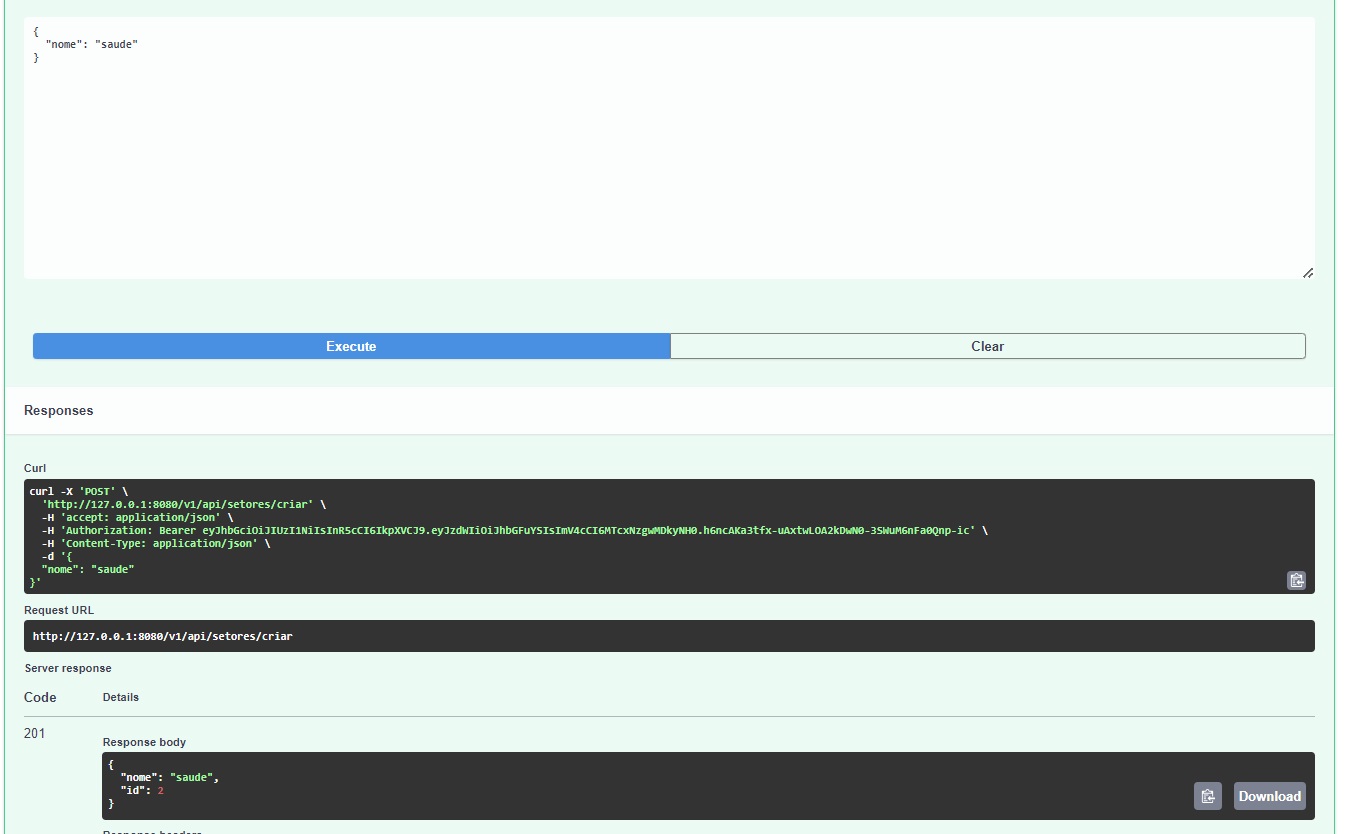 {
  "nome": "saude"
}
Execute
Clear
Responses
Curl
curl -X 'POST' \
  'http://127.0.0.1:8080/v1/api/setores/criar' \
  -H 'accept: application/json' \
  -H 'Authorization: Bearer eyJhbGciOiJIUzI1NiIsInR5cCI6IkpXVCJ9.eyJzdWIiOiJhbGFuYSIsImV4cCI6MTcxNzgwMDkyNH0.h6ncAKa3tfx-uAxtwLOA2kDwN0-3SWuM6nFa0Qnp-ic' \
  -H 'Content-Type: application/json' \
  -d '{
  "nome": "saude"
}'
Request URL
http://127.0.0.1:8080/v1/api/setores/criar
Server response
Code
Details
201
Response body
{
  "nome": "saude",
  "id": 2
}
Download
Response headers